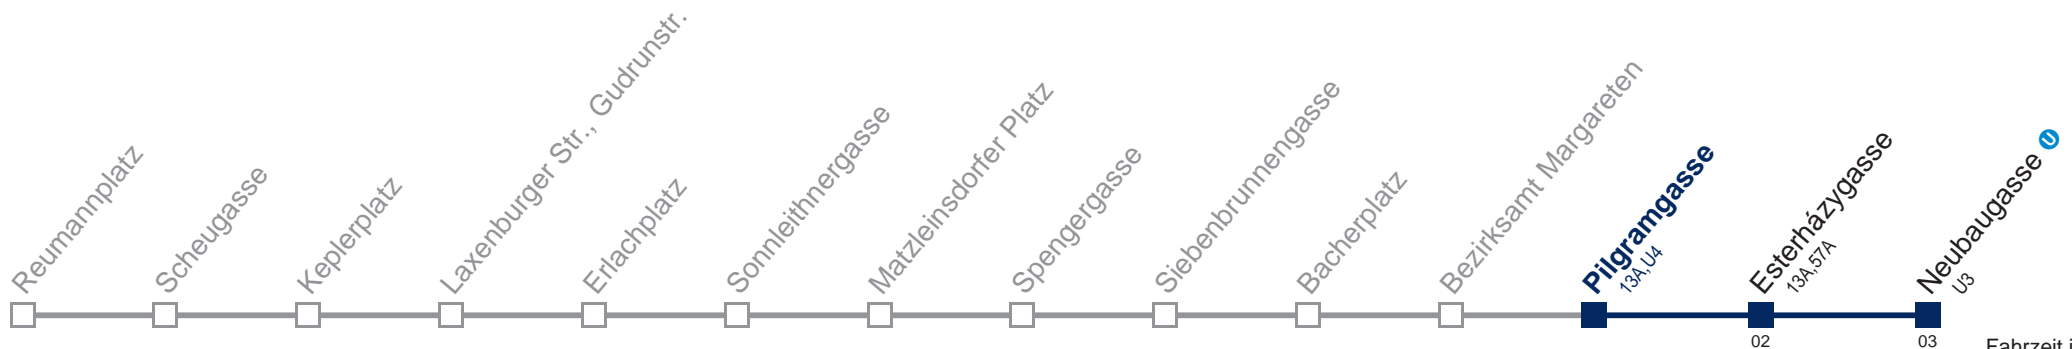 Reumannplatz
Scheugasse
Keplerplatz
Laxenburger Str., Gudrunstr.
Erlachplatz
Sonnleithnergasse
Matzleinsdorfer Platz
Spengergasse
Siebenbrunnengasse
Bacherplatz
Bezirksamt Margareten
Pilgramgasse
13A,U4
Esterházygasse
13A,57A
Neubaugasse U
U3
02
03
Fahrzeit